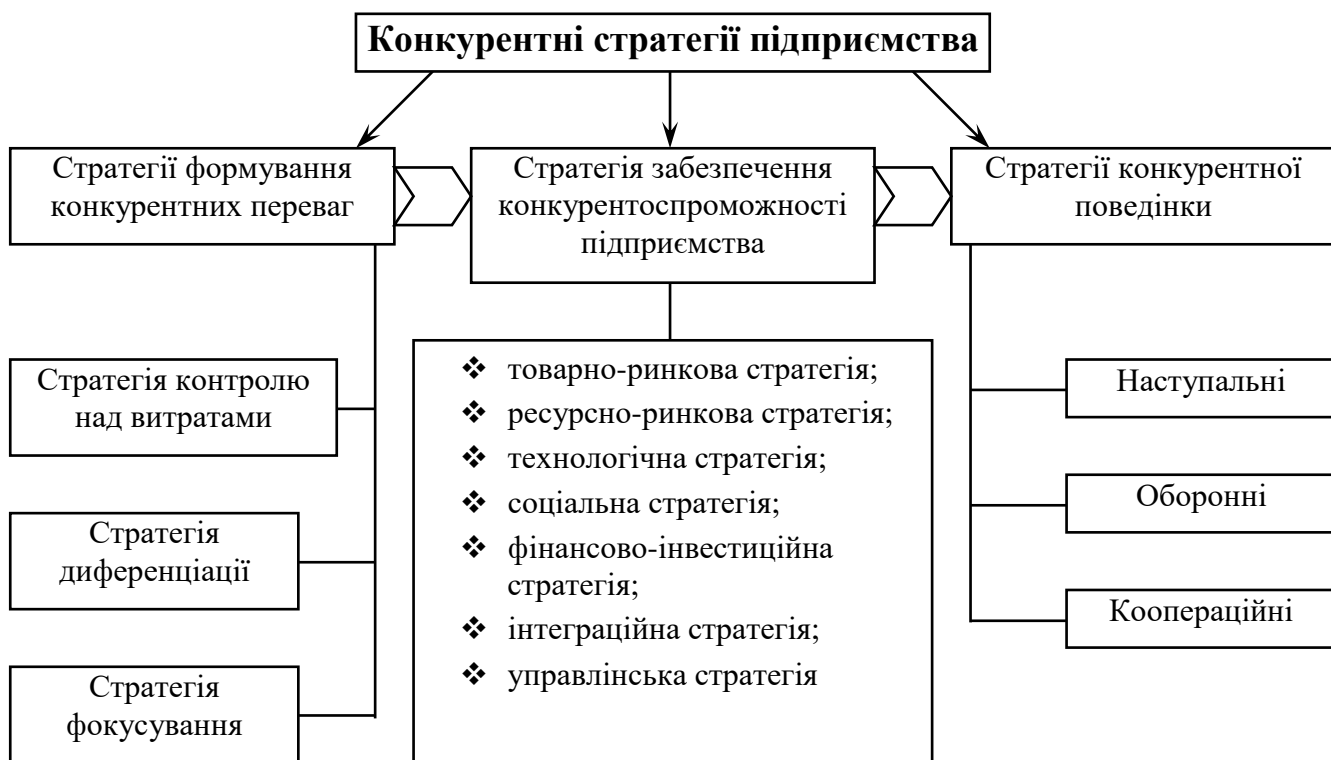 Конкурентні стратегії підприємства
Стратегії формування
конкурентних переваг
Стратегія забезпечення
конкурентоспроможності
підприємства
Стратегії конкурентної
поведінки
Стратегія контролю
над витратами
Стратегія
диференціації
Стратегія
фокусування
❖ товарно-ринкова стратегія;
❖ ресурсно-ринкова стратегія;
❖ технологічна стратегія;
❖ соціальна стратегія;
❖ фінансово-інвестиційна
стратегія;
❖ інтеграційна стратегія;
❖ управлінська стратегія
Наступальні
Оборонні
Коопераційні